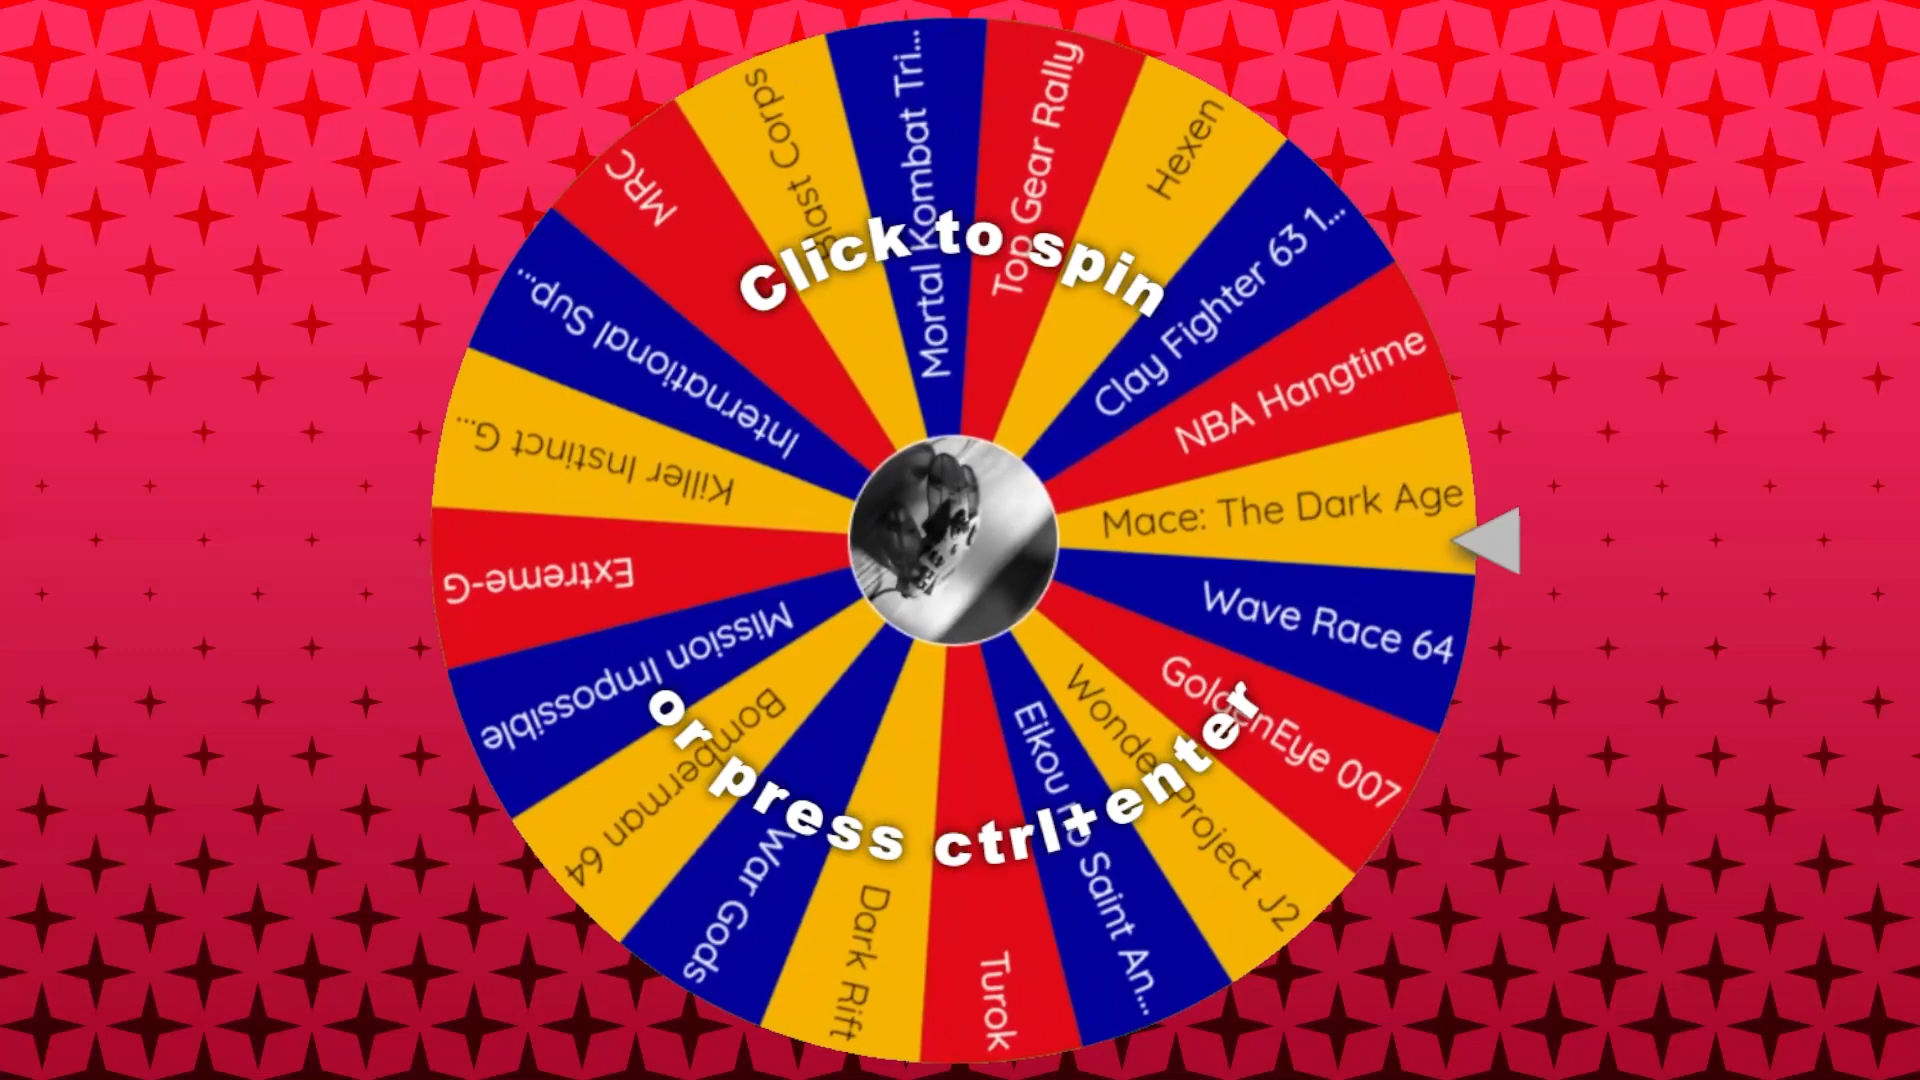 Click to spin
or press ctrl+enter
Mortal Kombat Tri...
Top Gear Rally
Hexen
Clay Fighter 63 1...
NBA Hangtime
Mace: The Dark Age
Wave Race 64
GoldenEye 007
Wonder Project J2
Eikou no Saint An...
Turok
Dark Rift
War Gods
Bomberman 64
Mission Impossible
Extreme-G
Killer Instinct G...
International Sup...
MRC
Blast Corps